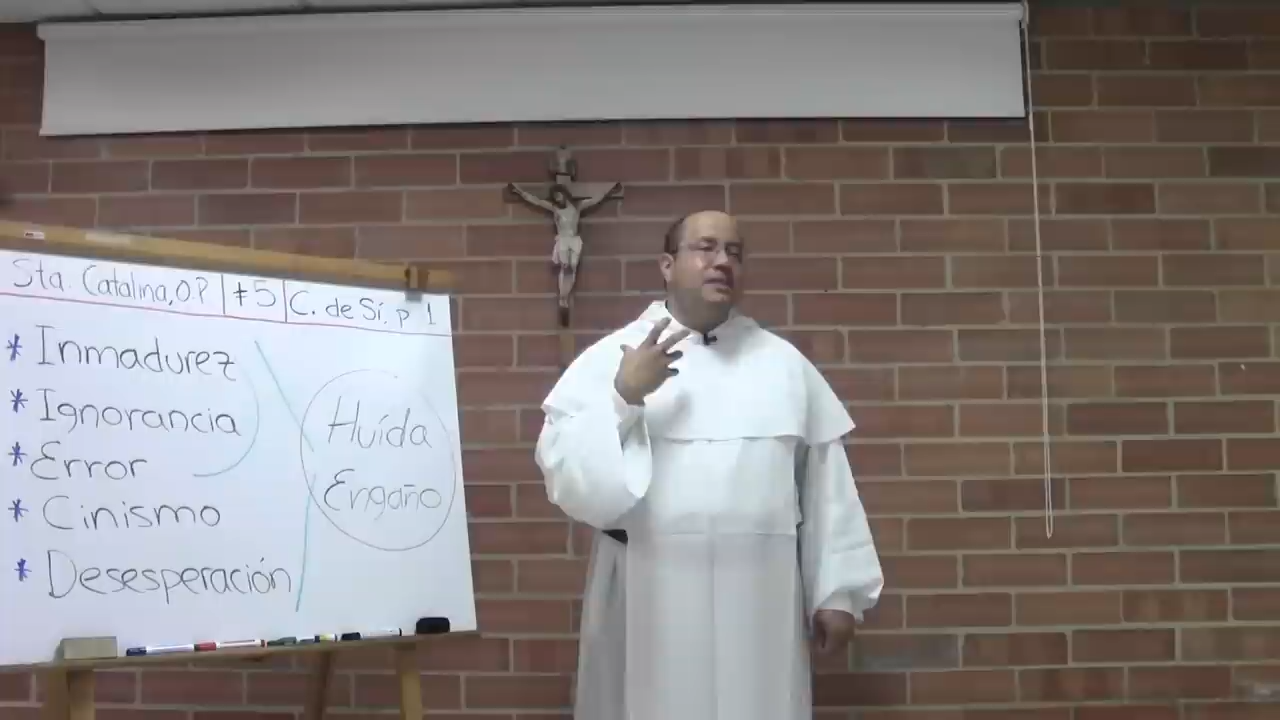 Sta. Catalina, O.P. | #5 | C. de Sí. p 1
* Inmadurez
* Ignorancia
* Error
* Cinismo
* Desesperación
Huída
Engaño